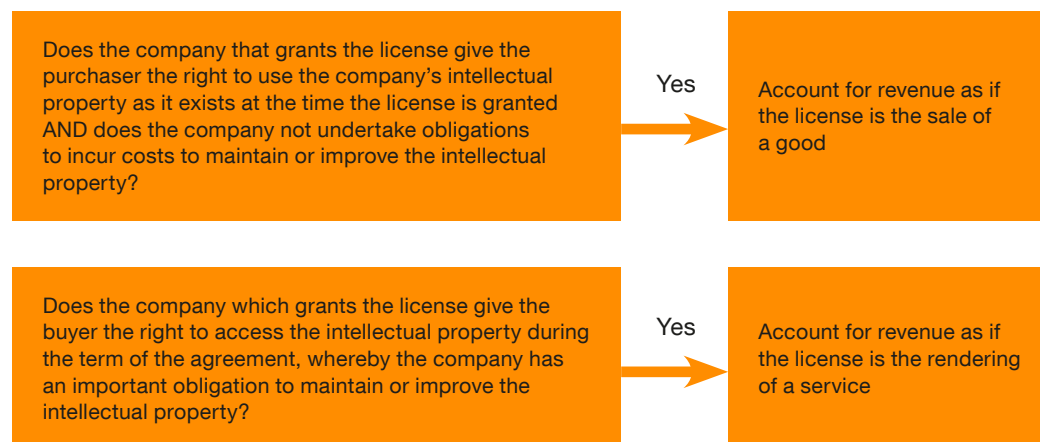 Does the company that grants the license give the
purchaser the right to use the company's intellectual
property as it exists at the time the license is granted
AND does the company not undertake obligations
to incur costs to maintain or improve the intellectual
property?
Yes
Account for revenue as if
the license is the sale of
a good
Does the company which grants the license give the
buyer the right to access the intellectual property during
the term of the agreement, whereby the company has
an important obligation to maintain or improve the
intellectual property?
Yes
Account for revenue as if
the license is the rendering
of a service